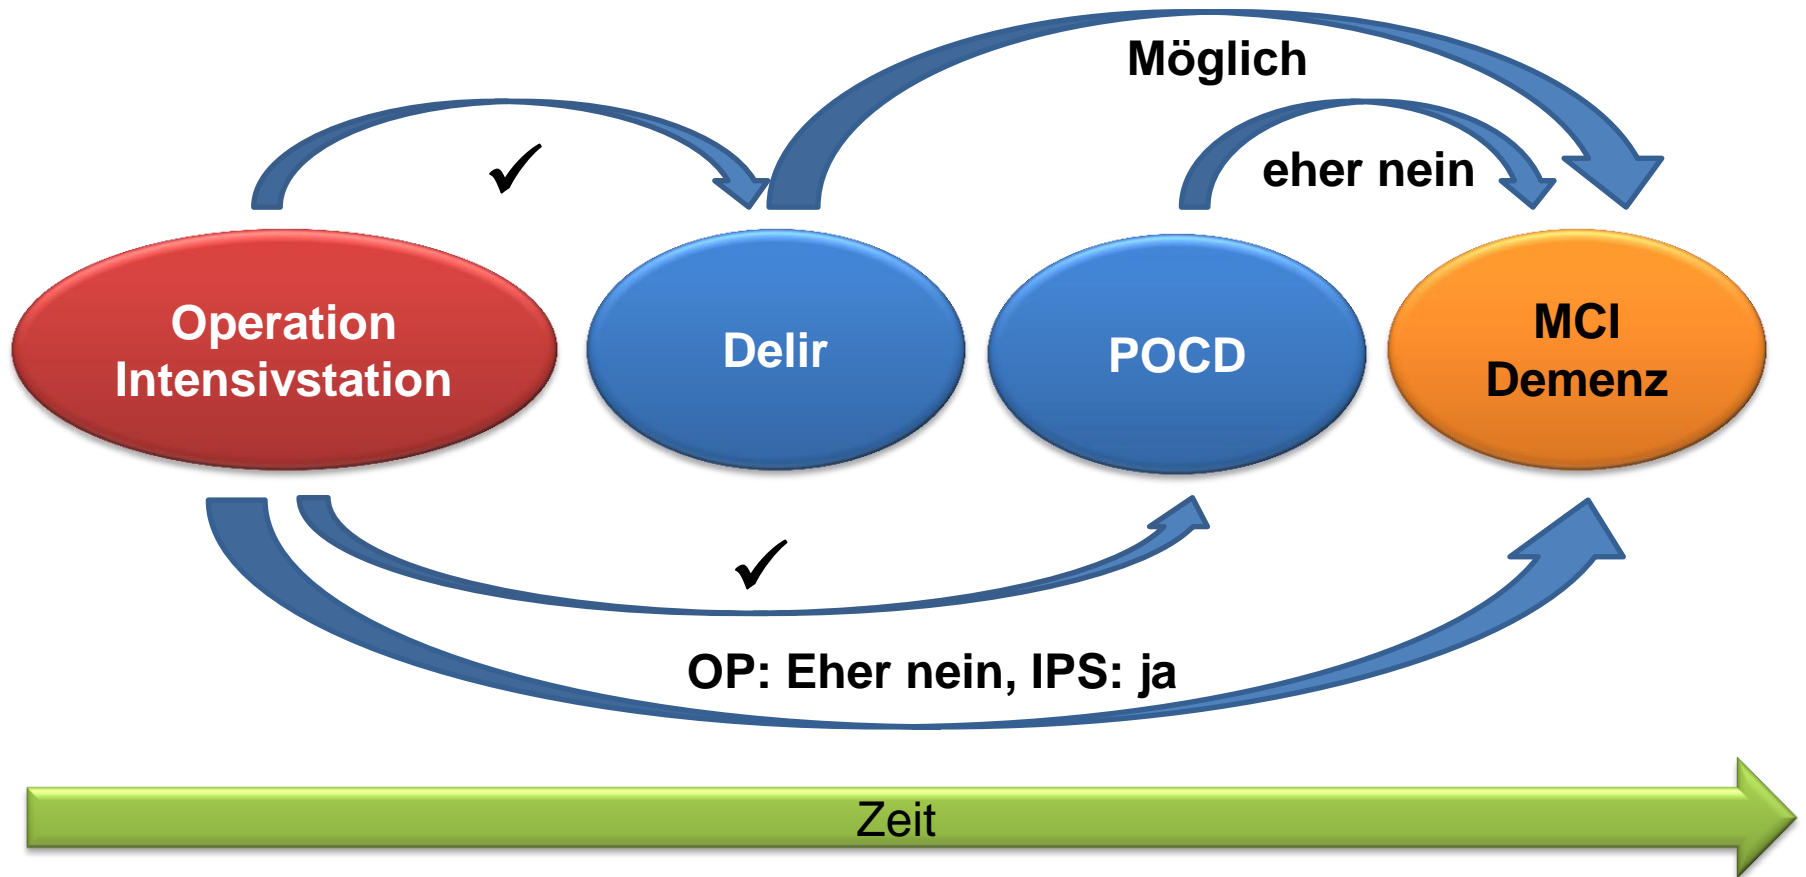 Möglich
✓
eher nein
Operation
Intensivstation
Delir
POCD
MCI
Demenz
✓
OP: Eher nein, IPS: ja
Zeit